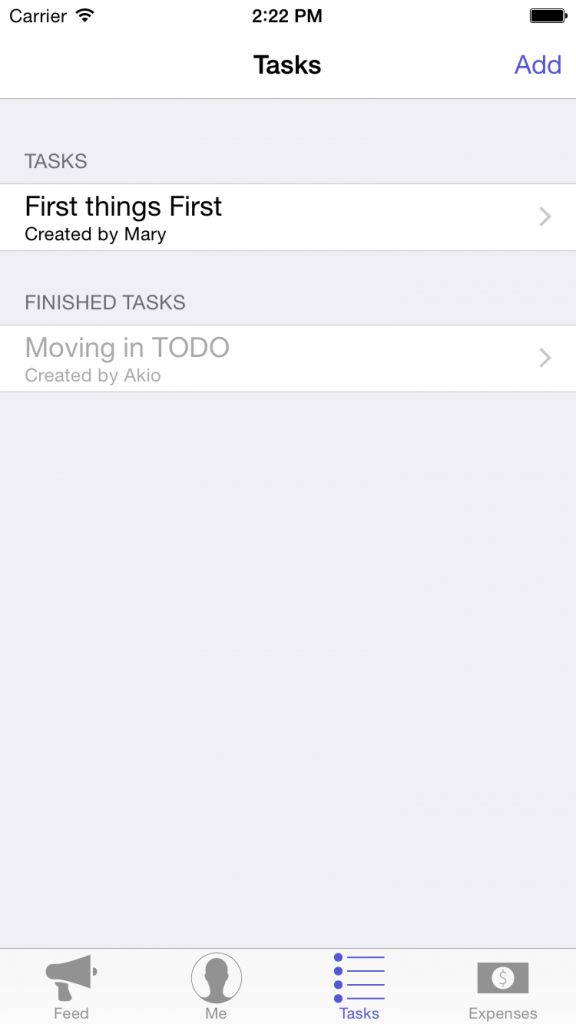 Carrier 2:22 PM
Tasks Add
TASKS
First things First
Created by Mary
FINISHED TASKS
Moving in TODO
Created by Akio
$
Feed Me Tasks Expenses